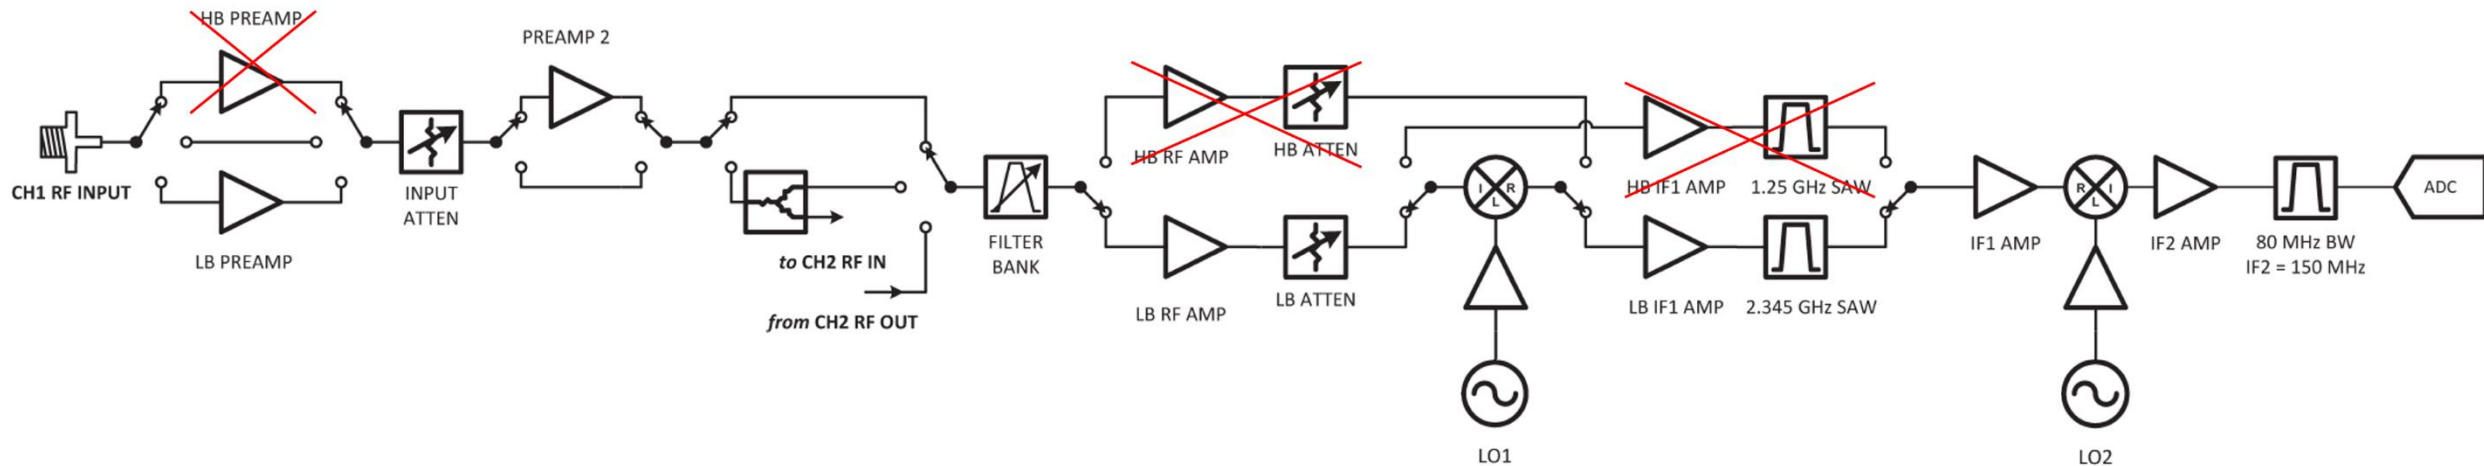 HB PREAMP
CH1 RF INPUT
LB PREAMP
INPUT
ATTEN
PREAMP 2
to CH2 RF IN
from CH2 RF OUT
FILTER
BANK
HB RF AMP
HB ATTEN
LB RF AMP
LB ATTEN
I
R
L
LO1
HB IF1 AMP
1.25 GHz SAW
LB IF1 AMP
2.345 GHz SAW
IF1 AMP
R
I
L
LO2
IF2 AMP
80 MHz BW
IF2 = 150 MHz
ADC